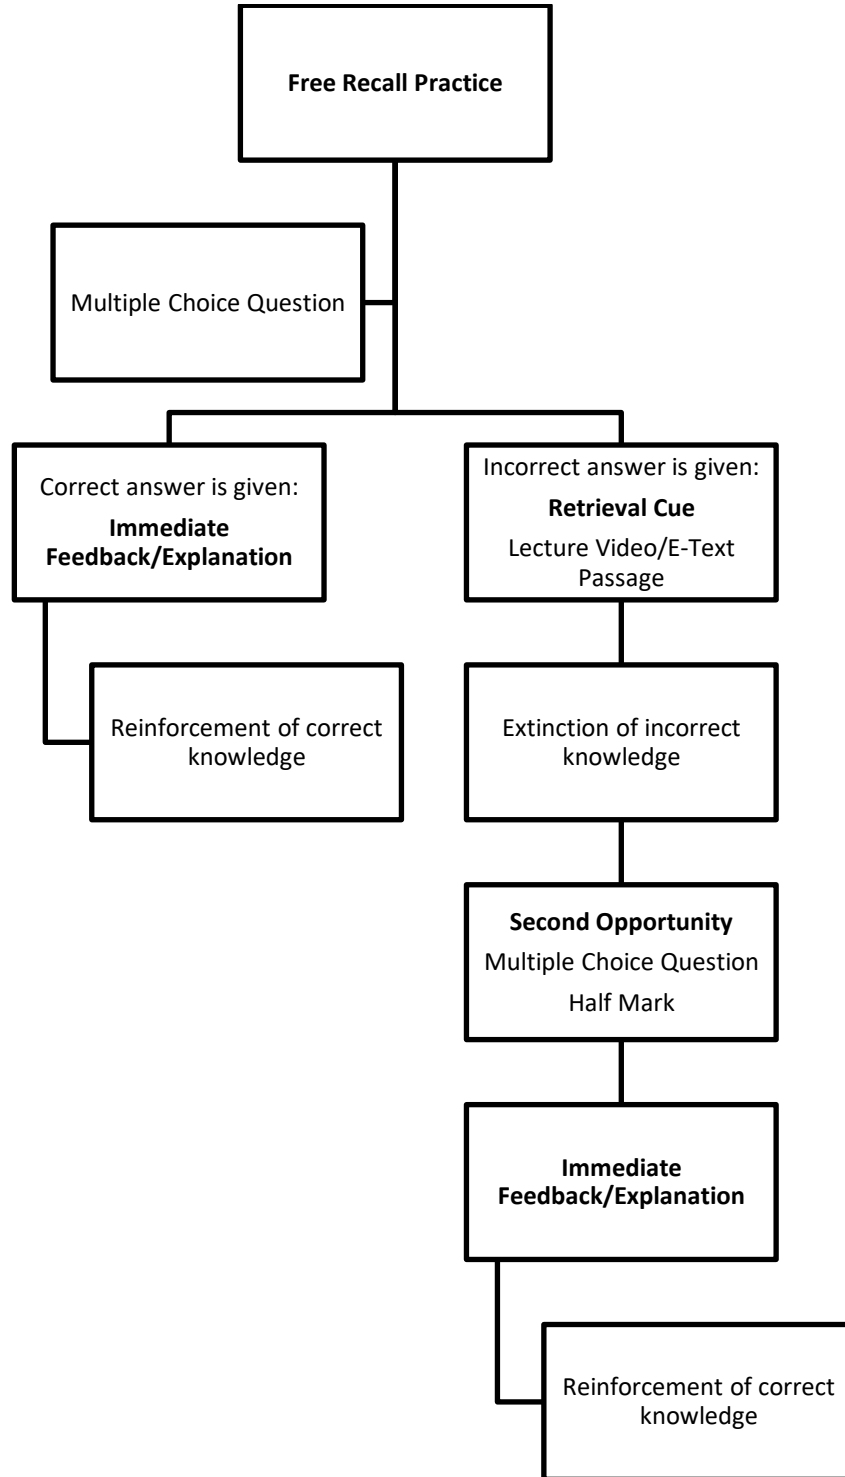 Free Recall Practice
Multiple Choice Question
Correct answer is given:
Immediate
Feedback/Explanation
Reinforcement of correct
knowledge
Incorrect answer is given:
Retrieval Cue
Lecture Video/E-Text
Passage
Extinction of incorrect
knowledge
Second Opportunity
Multiple Choice Question
Half Mark
Immediate
Feedback/Explanation
Reinforcement of correct
knowledge